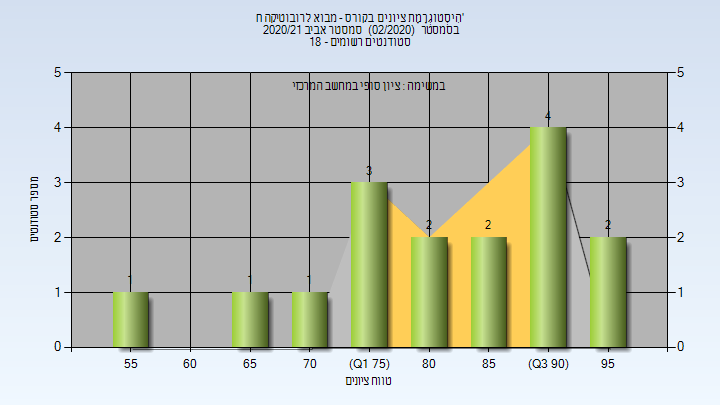 היסטוגרמת ציונים בקורס - מבוא לרובוטיקה ח'
בסמסטר (02/2020) סמסטר אביב 2020/21
סטודנטים רשומים - 18
במשימה : ציון סופי במחשב המרכזי
5 5
4 4 4
3 3 3
2 2 2 2 2
1 1 1 1 1
0 0
55 60 65 70 (Q1 75) 80 85 (Q3 90) 95
מספר סטודנטים
טווח ציונים